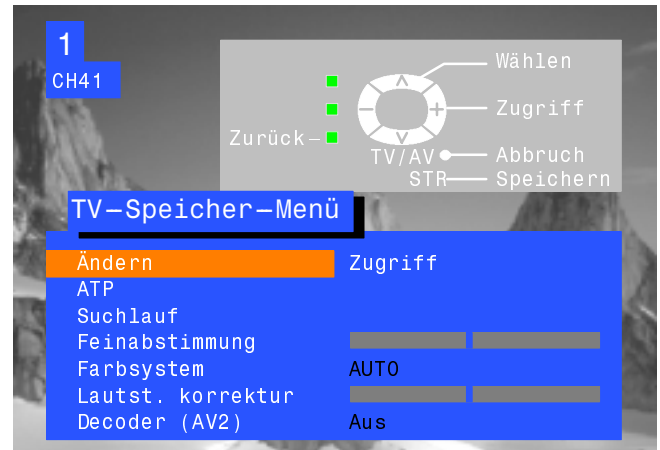 1
CH41
Wählen
Zugriff
Zurück
TV/AV Abbruch
STR Speichern
TV-Speicher-Menü
Ändern Zugriff
ATP
Suchlauf
Feinabstimmung
Farbsystem AUTO
Lautst. korrektur
Decoder (AV2) Aus